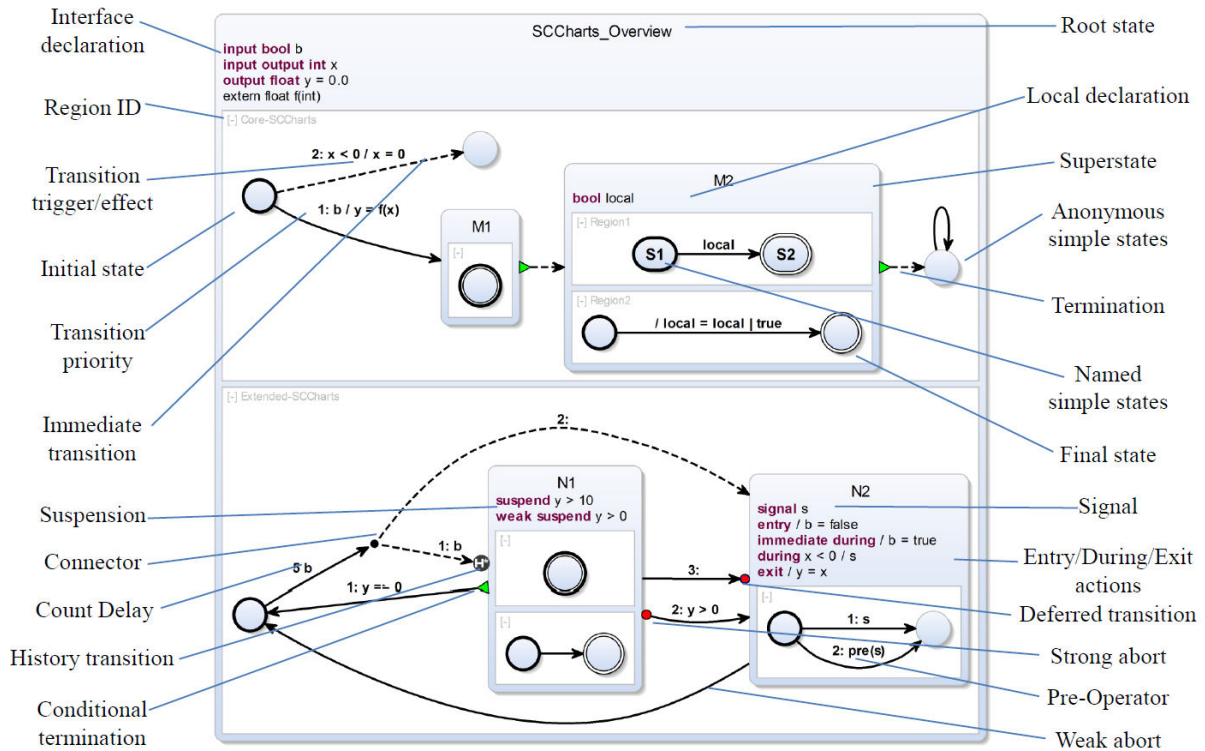 Interface
declaration
Region ID
Transition
trigger/effect
Initial state
Transition
priority
Immediate
transition
Suspension
Connector
Count Delay
History transition
Conditional
termination
SCCharts_Overview
input bool b
input output int x
output float y = 0.0
extern float f(int)
[-] Core-SCCharts
2: x < 0 / x = 0
1: b / y = f(x)
M1
[-]
M2
bool local
[-] Region1
S1
local
S2
[-] Region2
/ local = local | true
[-] Extended-SCCharts
2:
5 b
1: b
H*
1: y == 0
N1
suspend y > 10
weak suspend y > 0
[-]
[-]
3:
2: y > 0
N2
signal s
entry / b = false
immediate during / b = true
during x < 0 / s
exit / y = x
[-]
1: s
2: pre(s)
Root state
Local declaration
Superstate
Anonymous
simple states
Termination
Named
simple states
Final state
Signal
Entry/During/Exit
actions
Deferred transition
Strong abort
Pre-Operator
Weak abort